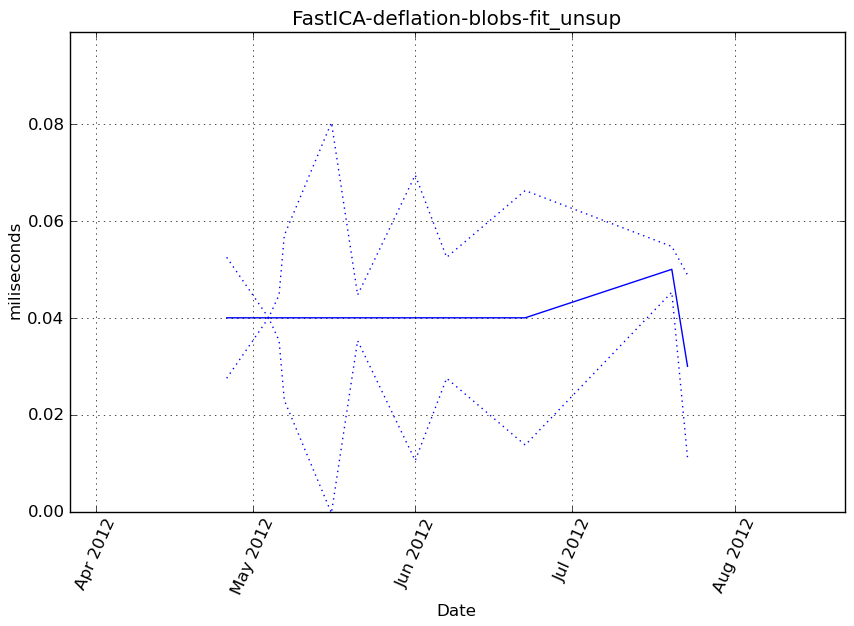 FastICA-deflation-blobs-fit_unsup
miliseconds
0.08
0.06
0.04
0.02
0.00
Apr 2012
May 2012
Jun 2012
Jul 2012
Aug 2012
Date